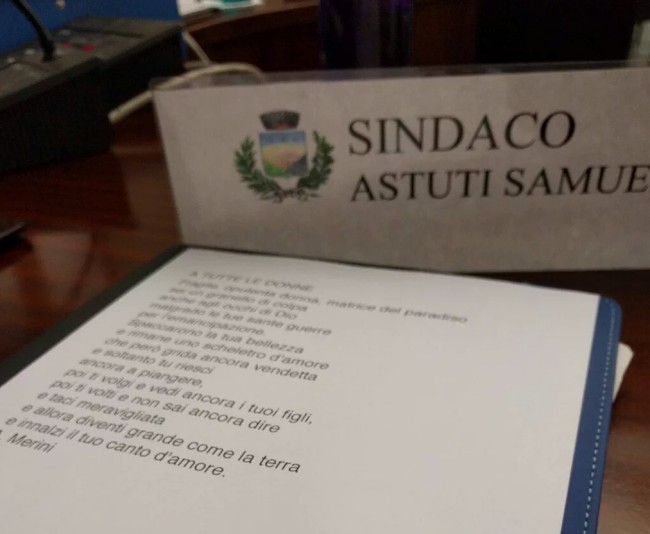 SINDACO
ASTUTI SAMUE
A TUTTE LE DONNE
Fragile, opulenta donna, matrice del paradiso
sei un granello di colpa
anche agli occhi di Dio
malgrado le tue sante guerre
per l'emancipazione.
Spaccarono la tua bellezza
e rimane uno scheletro d'amore
che però grida ancora vendetta
e soltanto tu riesci
ancora a piangere,
poi ti volgi e vedi ancora i tuoi figli,
poi ti volti e non sai ancora dire
e taci meravigliata
e allora diventi grande come la terra
e innalzi il tuo canto d'amore.
Merini